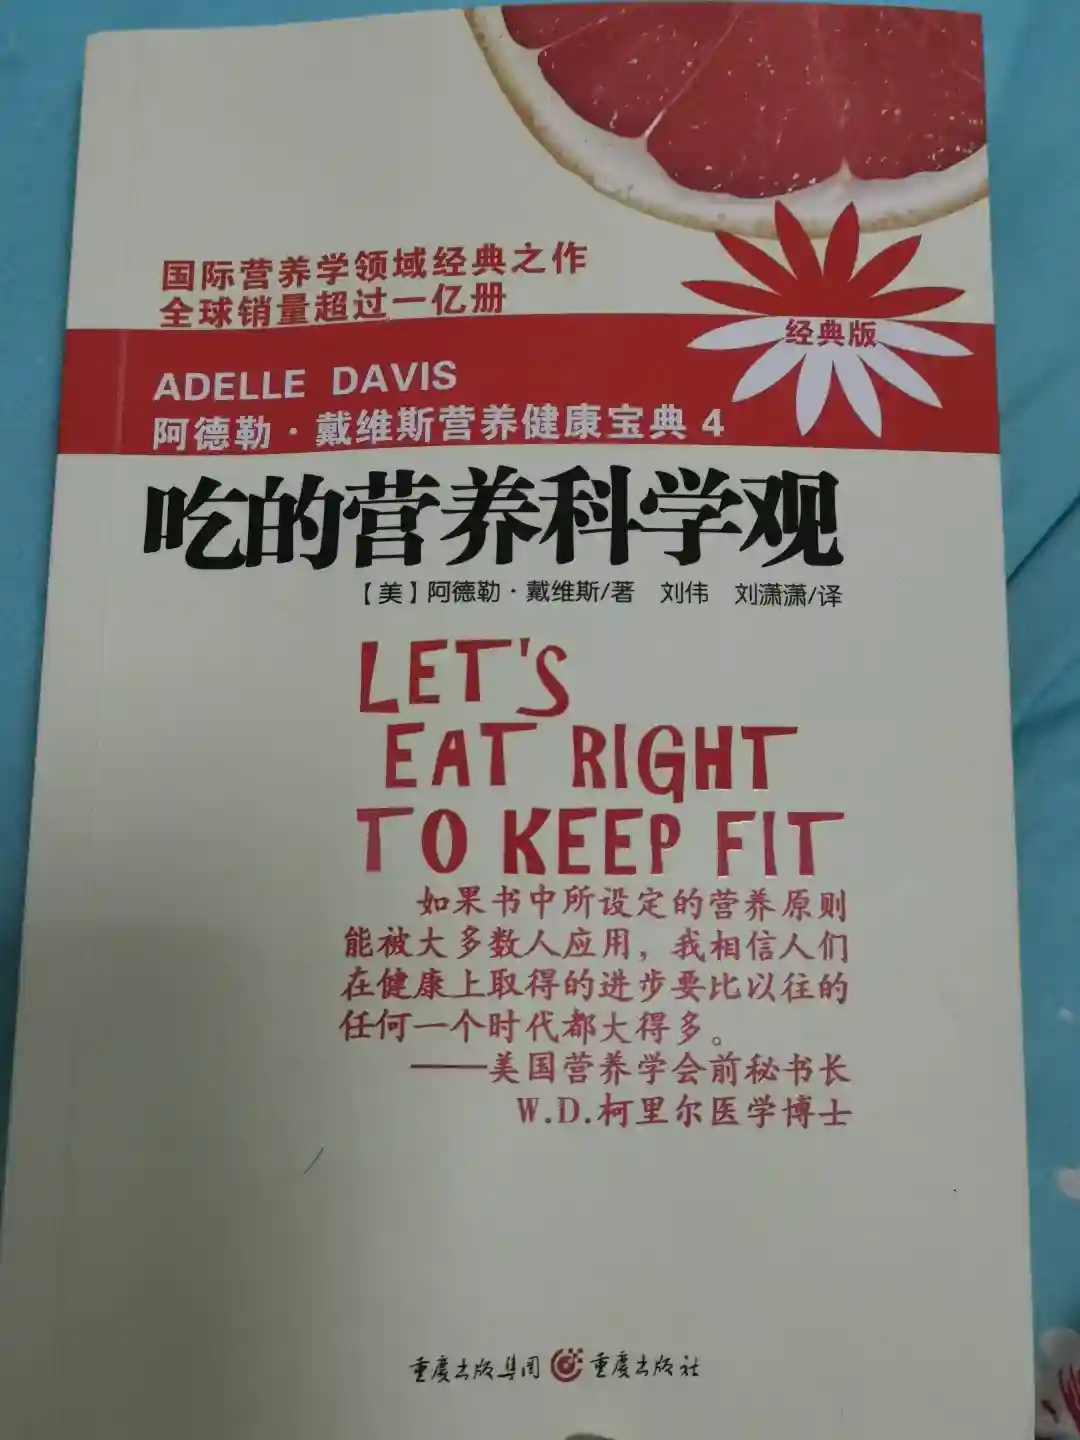 国际营养学领域经典之作
全球销量超过一亿册
经典版
ADELLE DAVIS
阿德勒·戴维斯营养健康宝典 4
吃的营养科学观
【美】阿德勒·戴维斯/著 刘伟 刘潇潇/译
LET'S
EAT RIGHT
TO KEEP FIT
如果书中所设定的营养原则
能被大多数人应用，我相信人们
在健康上取得的进步要比以往的
任何一个时代都大得多。
——美国营养学会前秘书长
W.D.柯里尔医学博士
重庆出版集团 重庆出版社